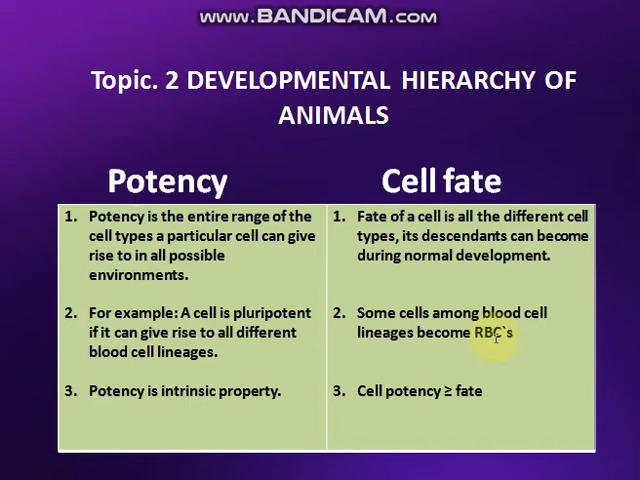 www.BANDICAM.com
Topic. 2 DEVELOPMENTAL HIERARCHY OF
ANIMALS
Potency
1. Potency is the entire range of the
cell types a particular cell can give
rise to in all possible
environments.
2. For example: A cell is pluripotent
if it can give rise to all different
blood cell lineages.
3. Potency is intrinsic property.
Cell fate
1. Fate of a cell is all the different cell
types, its descendants can become
during normal development.
2. Some cells among blood cell
lineages become RBC`s
3. Cell potency ≥ fate